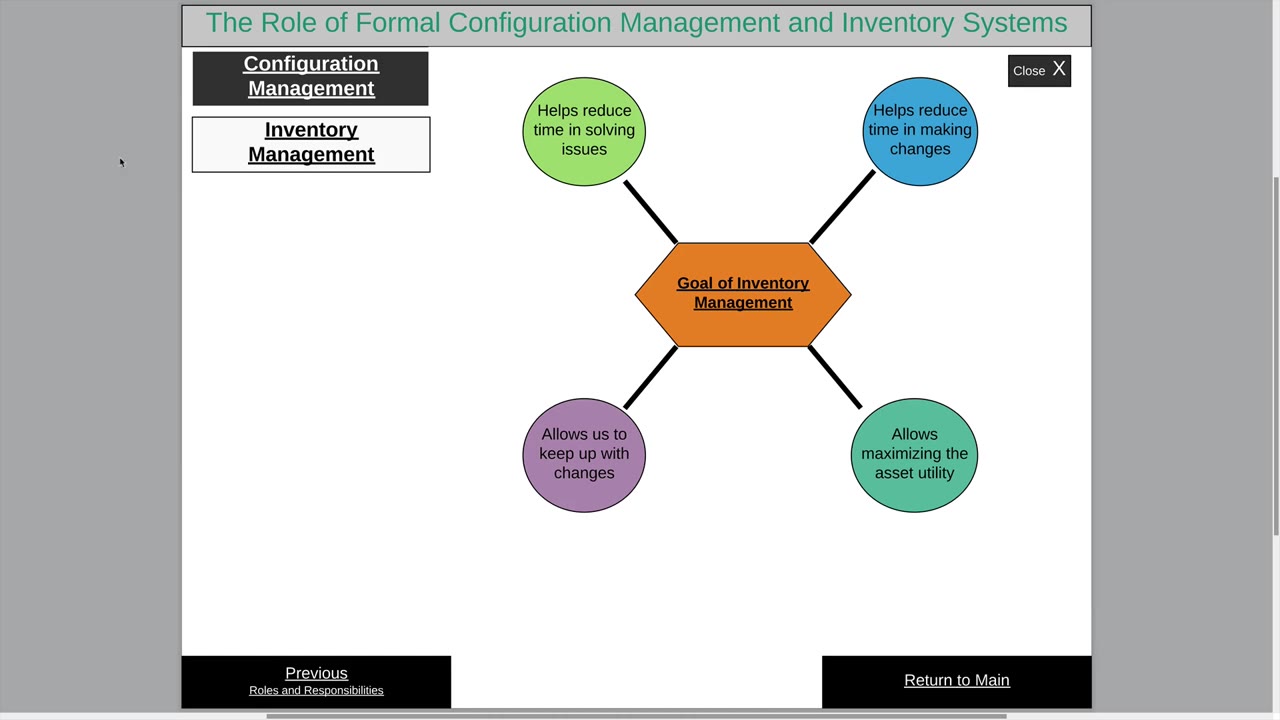 The Role of Formal Configuration Management and Inventory Systems
Configuration
Management
Inventory
Management
Close X
Helps reduce
time in solving
issues
Helps reduce
time in making
changes
Goal of Inventory
Management
Allows us to
keep up with
changes
Allows
maximizing the
asset utility
Previous
Roles and Responsibilities
Return to Main